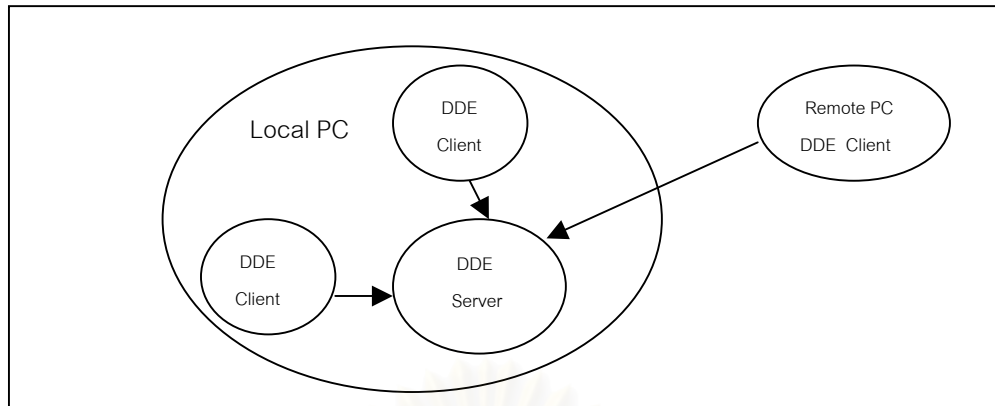 Local PC
DDE
Client
Remote PC
DDE Client
DDE
Client
DDE
Server